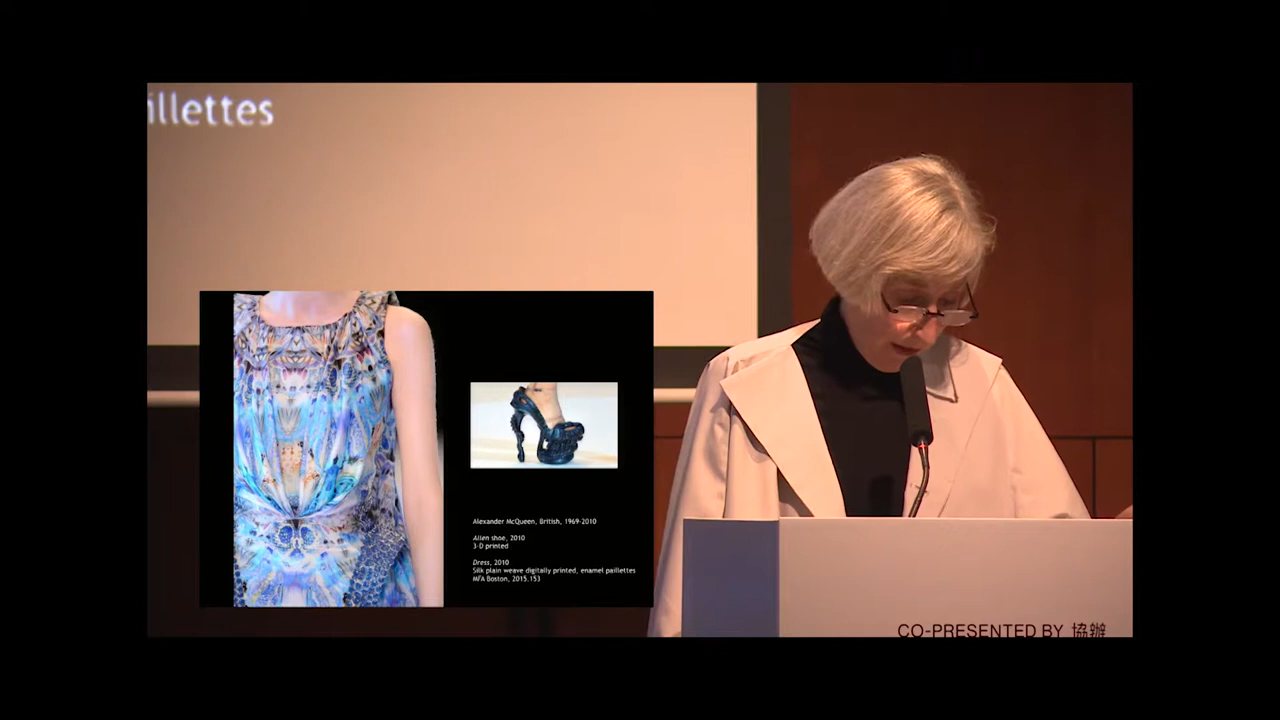 illettes
Alexander McQueen, British, 1969-2010
Alien shoe, 2010
3-D printed
Dress, 2010
Silk plain weave digitally printed, enamel paillettes
MFA Boston, 2015.153
CO-PRESENTED BY 協辦